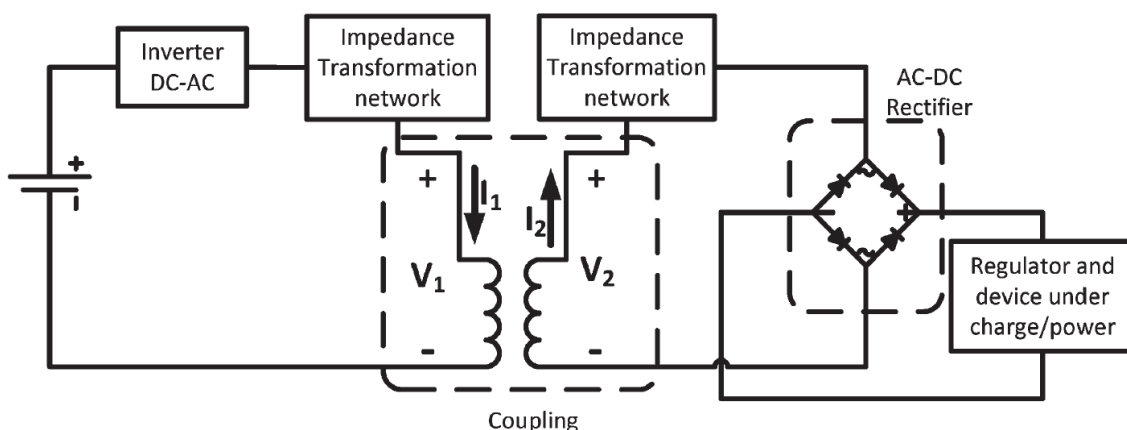 Inverter
DC-AC
Impedance
Transformation
network
Impedance
Transformation
network
AC-DC
Rectifier
+
-
+
I₁
V₁
-
+
I₂
V₂
-
-
+
~
~
Regulator and
device under
charge/power
Coupling